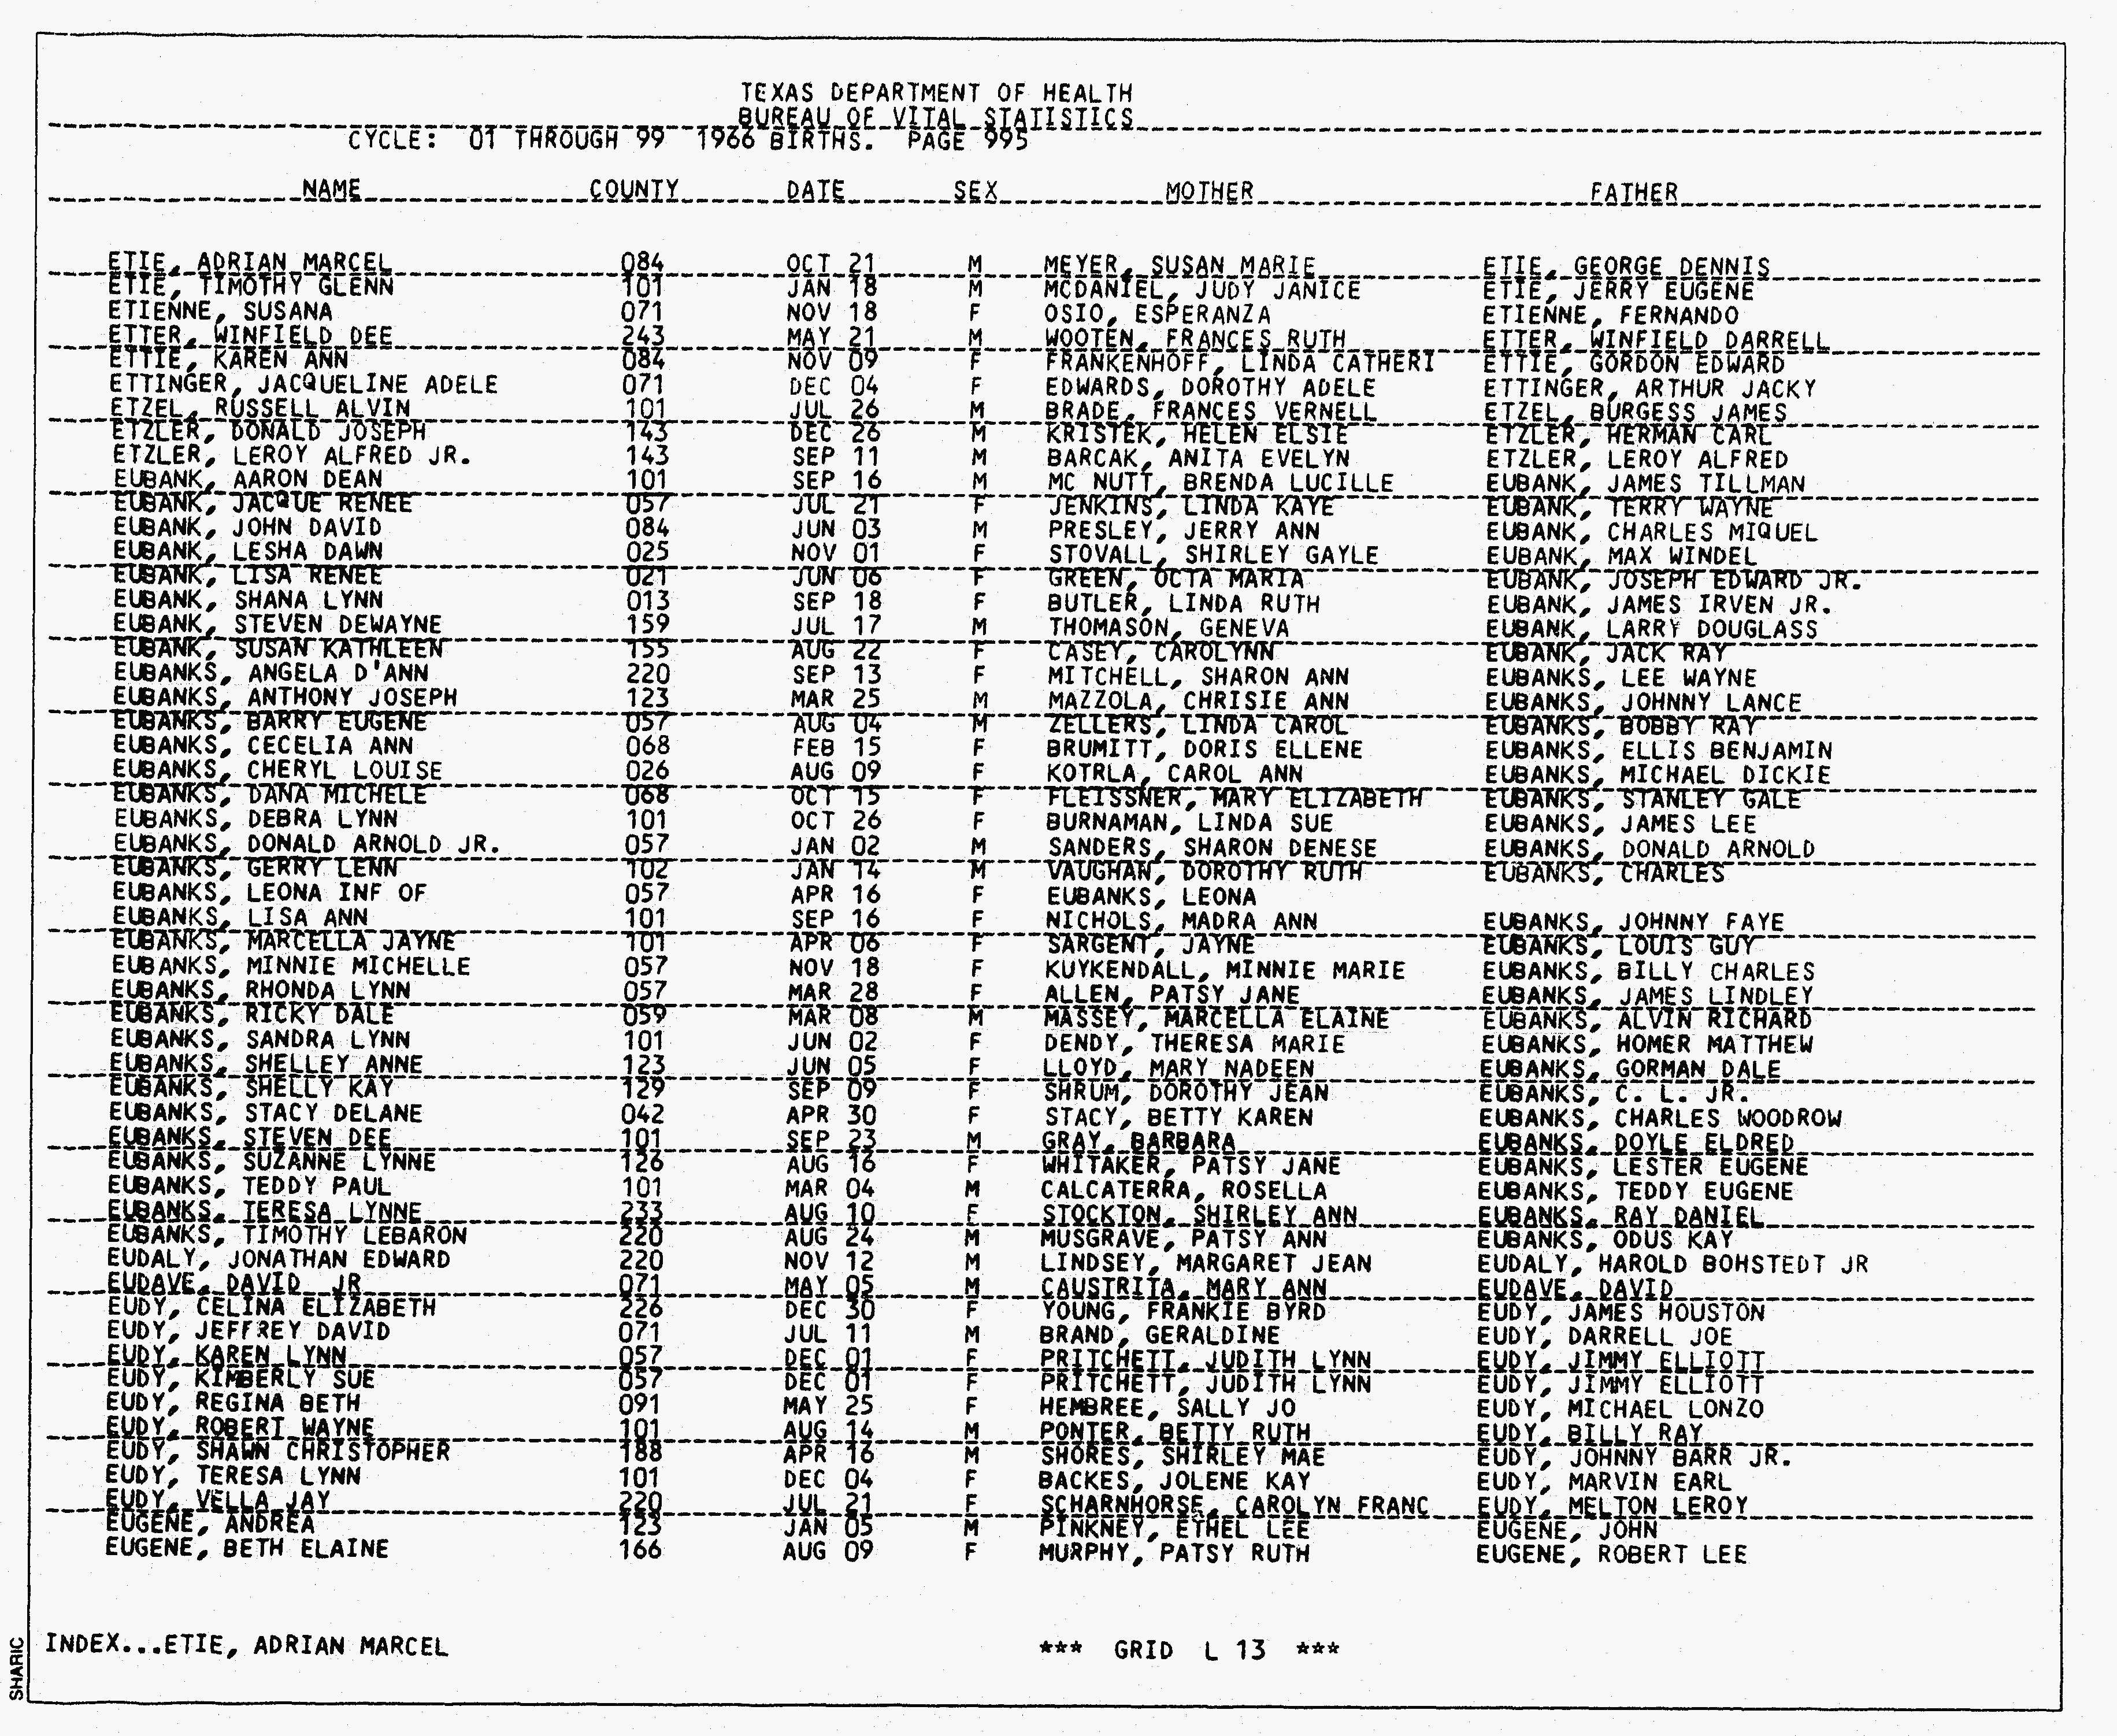 TEXAS DEPARTMENT OF HEALTH
BUREAU OF VITAL STATISTICS
CYCLE: 01 THROUGH 99 1966 BIRTHS. PAGE 995
NAME COUNTY DATE SEX MOTHER FATHER
ETIE, ADRIAN MARCEL 084 OCT 21 M MEYER, SUSAN MARIE ETIE, GEORGE DENNIS
ETIE, TIMOTHY GLENN 101 JAN 18 M MCDANIEL, JUDY JANICE ETIE, JERRY EUGENE
ETIENNE, SUSANA 071 NOV 18 F OSIO, ESPERANZA ETIENNE, FERNANDO
ETTER, WINFIELD DEE 243 MAY 21 M WOOTEN, FRANCES RUTH ETTER, WINFIELD DARRELL
ETTIE, KAREN ANN 084 NOV 09 F FRANKENHOFF, LINDA CATHERI ETTIE, GORDON EDWARD
ETTINGER, JACQUELINE ADELE 071 DEC 04 F EDWARDS, DOROTHY ADELE ETTINGER, ARTHUR JACKY
ETZEL, RUSSELL ALVIN 101 JUL 26 M BRADE, FRANCES VERNELL ETZEL, BURGESS JAMES
ETZLER, DONALD JOSEPH 143 DEC 26 M KRISTEK, HELEN ELSIE ETZLER, HERMAN CARL
ETZLER, LEROY ALFRED JR. 143 SEP 11 M BARCAK, ANITA EVELYN ETZLER, LEROY ALFRED
EUBANK, AARON DEAN 101 SEP 16 M MC NUTT, BRENDA LUCILLE EUBANK, JAMES TILLMAN
EUBANK, JACQUE RENEE 057 JUL 21 F JENKINS, LINDA KAYE EUBANK, TERRY WAYNE
EUBANK, JOHN DAVID 084 JUN 03 M PRESLEY, JERRY ANN EUBANK, CHARLES MIQUEL
EUBANK, LESHA DAWN 025 NOV 01 F STOVALL, SHIRLEY GAYLE EUBANK, MAX WINDEL
EUBANK, LISA RENEE 021 JUN 06 F GREEN, OCTA MARIA EUBANK, JOSEPH EDWARD JR.
EUBANK, SHANA LYNN 013 SEP 18 F BUTLER, LINDA RUTH EUBANK, JAMES IRVEN JR.
EUBANK, STEVEN DEWAYNE 159 JUL 17 M THOMASON, GENEVA EUBANK, LARRY DOUGLASS
EUBANK, SUSAN KATHLEEN 155 AUG 22 F CASEY, CAROLYNN EUBANK, JACK RAY
EUBANKS, ANGELA D'ANN 220 SEP 13 F MITCHELL, SHARON ANN EUBANKS, LEE WAYNE
EUBANKS, ANTHONY JOSEPH 123 MAR 25 M MAZZOLA, CHRISIE ANN EUBANKS, JOHNNY LANCE
EUBANKS, BARRY EUGENE 057 AUG 04 M ZELLERS, LINDA CAROL EUBANKS, BOBBY RAY
EUBANKS, CECELIA ANN 068 FEB 15 F BRUMITT, DORIS ELLENE EUBANKS, ELLIS BENJAMIN
EUBANKS, CHERYL LOUISE 026 AUG 09 F KOTRLA, CAROL ANN EUBANKS, MICHAEL DICKIE
EUBANKS, DANA MICHELE 068 OCT 15 F FLEISSNER, MARY ELIZABETH EUBANKS, STANLEY GALE
EUBANKS, DEBRA LYNN 101 OCT 26 F BURNAMAN, LINDA SUE EUBANKS, JAMES LEE
EUBANKS, DONALD ARNOLD JR. 057 JAN 02 M SANDERS, SHARON DENESE EUBANKS, DONALD ARNOLD
EUBANKS, GERRY LENN 102 JAN 14 M VAUGHAN, DOROTHY RUTH EUBANKS, CHARLES
EUBANKS, LEONA INF OF 057 APR 16 F EUBANKS, LEONA
EUBANKS, LISA ANN 101 SEP 16 F NICHOLS, MADRA ANN EUBANKS, JOHNNY FAYE
EUBANKS, MARCELLA JAYNE 101 APR 06 F SARGENT, JAYNE EUBANKS, LOUIS GUY
EUBANKS, MINNIE MICHELLE 057 NOV 18 F KUYKENDALL, MINNIE MARIE EUBANKS, BILLY CHARLES
EUBANKS, RHONDA LYNN 057 MAR 28 F ALLEN, PATSY JANE EUBANKS, JAMES LINDLEY
EUBANKS, RICKY DALE 059 MAR 08 M MASSEY, MARCELLA ELAINE EUBANKS, ALVIN RICHARD
EUBANKS, SANDRA LYNN 101 JUN 02 F DENDY, THERESA MARIE EUBANKS, HOMER MATTHEW
EUBANKS, SHELLEY ANNE 123 JUN 05 F LLOYD, MARY NADEEN EUBANKS, GORMAN DALE
EUBANKS, SHELLY KAY 129 SEP 09 F SHRUM, DOROTHY JEAN EUBANKS, C. L. JR.
EUBANKS, STACY DELANE 042 APR 30 F STACY, BETTY KAREN EUBANKS, CHARLES WOODROW
EUBANKS, STEVEN DEE 101 SEP 23 M GRAY, BARBARA EUBANKS, DOYLE ELDRED
EUBANKS, SUZANNE LYNNE 126 AUG 16 F WHITAKER, PATSY JANE EUBANKS, LESTER EUGENE
EUBANKS, TEDDY PAUL 101 MAR 04 M CALCATERRA, ROSELLA EUBANKS, TEDDY EUGENE
EUBANKS, TERESA LYNNE 233 AUG 10 F STOCKTON, SHIRLEY ANN EUBANKS, RAY DANIEL
EUBANKS, TIMOTHY LEBARON 220 AUG 24 M MUSGRAVE, PATSY ANN EUBANKS, ODUS KAY
EUDALY, JONATHAN EDWARD 220 NOV 12 M LINDSEY, MARGARET JEAN EUDALY, HAROLD BOHSTEDT JR
EUDAVE, DAVID JR 071 MAY 05 M CAUSTRITA, MARY ANN EUDAVE, DAVID
EUDY, CELINA ELIZABETH 226 DEC 30 F YOUNG, FRANKIE BYRD EUDY, JAMES HOUSTON
EUDY, JEFFREY DAVID 071 JUL 11 M BRAND, GERALDINE EUDY, DARRELL JOE
EUDY, KAREN LYNN 057 DEC 01 F PRITCHETT, JUDITH LYNN EUDY, JIMMY ELLIOTT
EUDY, KIMBERLY SUE 057 DEC 01 F PRITCHETT, JUDITH LYNN EUDY, JIMMY ELLIOTT
EUDY, REGINA BETH 091 MAY 25 F HEMBREE, SALLY JO EUDY, MICHAEL LONZO
EUDY, ROBERT WAYNE 101 AUG 14 M PONTER, BETTY RUTH EUDY, BILLY RAY
EUDY, SHAWN CHRISTOPHER 188 APR 16 M SHORES, SHIRLEY MAE EUDY, JOHNNY BARR JR.
EUDY, TERESA LYNN 101 DEC 04 F BACKES, JOLENE KAY EUDY, MARVIN EARL
EUDY, VELLA JAY 220 JUL 21 F SCHARNHORSE, CAROLYN FRANC EUDY, MELTON LEROY
EUGENE, ANDREA 123 JAN 05 M PINKNEY, ETHEL LEE EUGENE, JOHN
EUGENE, BETH ELAINE 166 AUG 09 F MURPHY, PATSY RUTH EUGENE, ROBERT LEE
INDEX...ETIE, ADRIAN MARCEL *** GRID L 13 ***
SHARIC